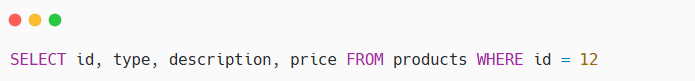 SELECT id, type, description, price FROM products WHERE id = 12